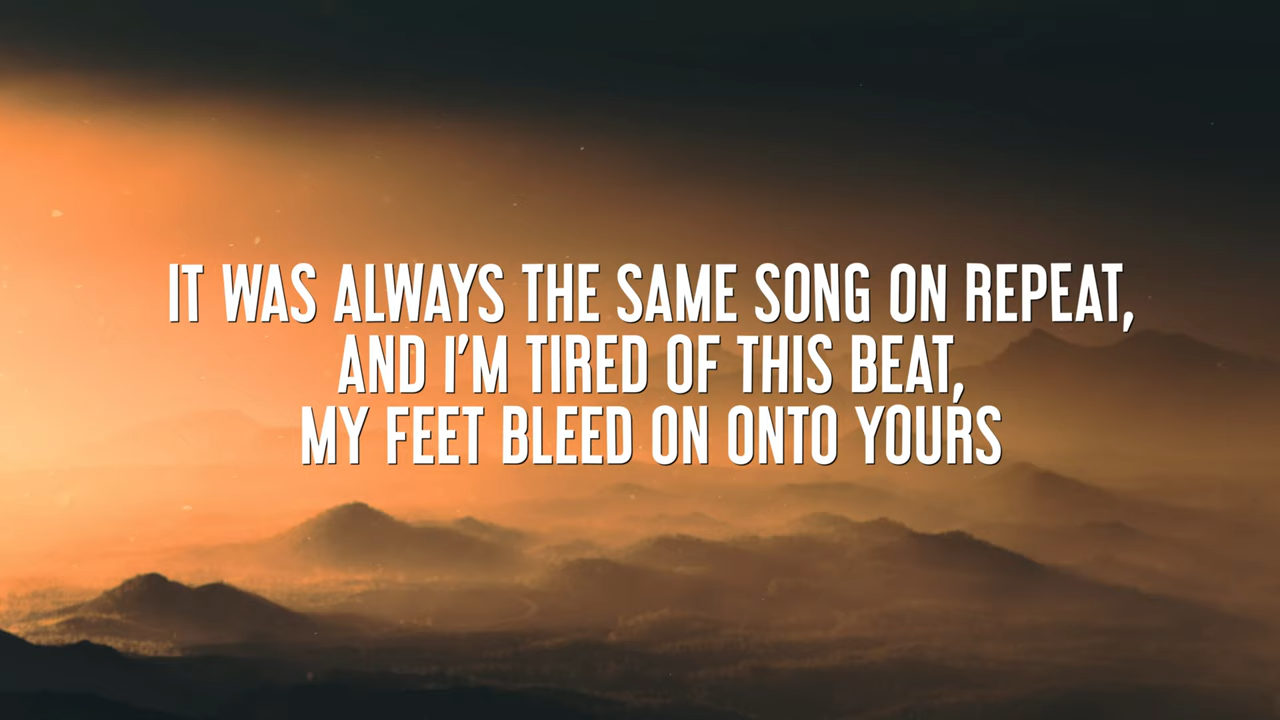 IT WAS ALWAYS THE SAME SONG ON REPEAT,
AND I'M TIRED OF THIS BEAT,
MY FEET BLEED ON ONTO YOURS